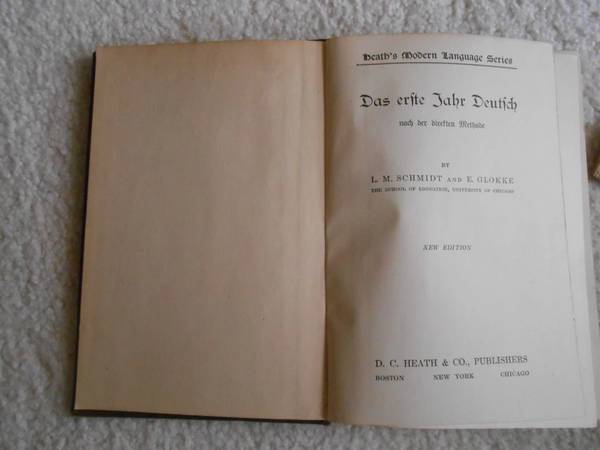 Heath's Modern Language Series
Das erste Jahr Deutsch
nach der direkten Methode
BY
L. M. SCHMIDT AND E. GLOKKE
THE SCHOOL OF EDUCATION, UNIVERSITY OF CHICAGO
NEW EDITION
D. C. HEATH & CO., PUBLISHERS
BOSTON NEW YORK CHICAGO